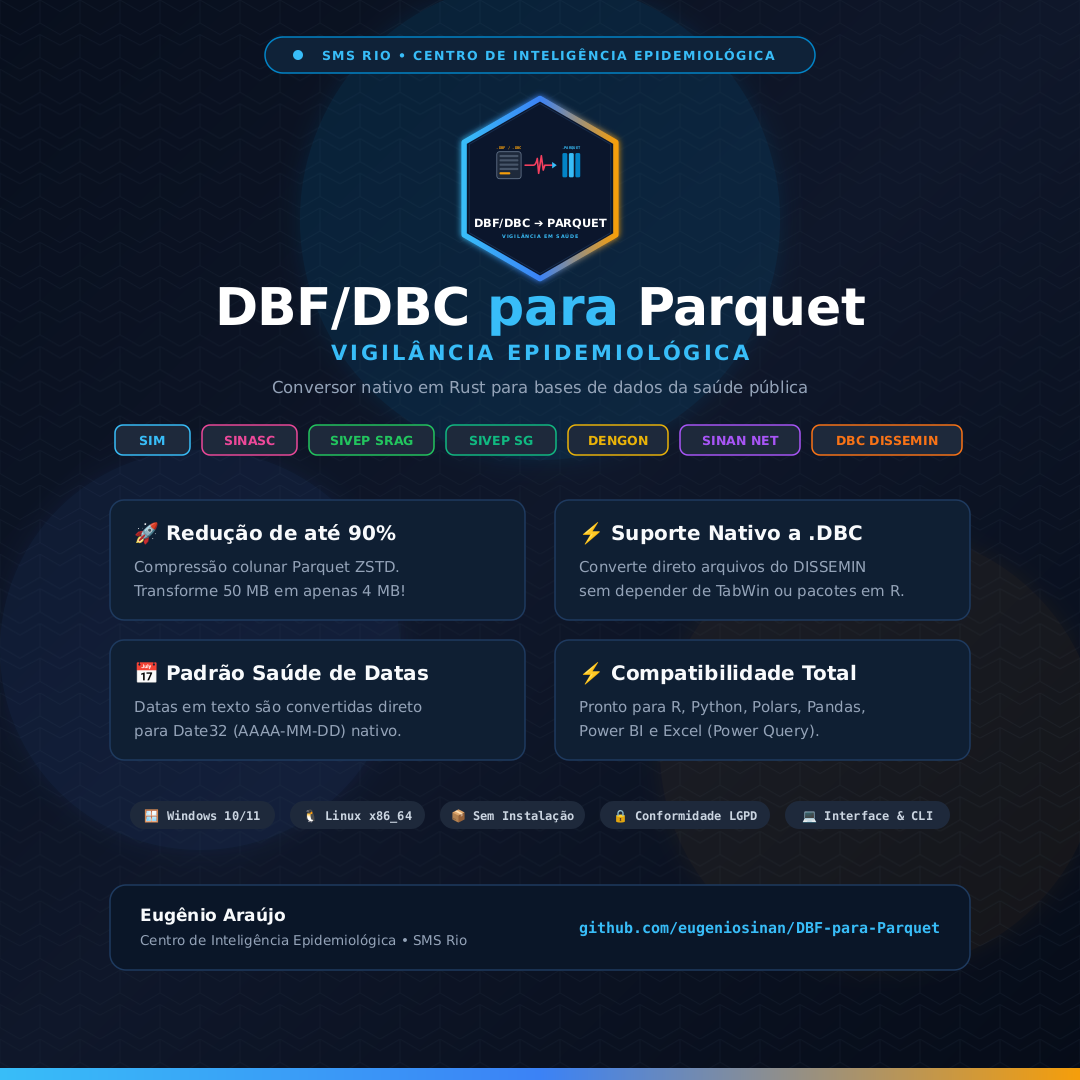 SMS RIO • CENTRO DE INTELIGÊNCIA EPIDEMIOLÓGICA
.DBF / .DBC
.PARQUET
DBF/DBC ➔ PARQUET
VIGILÂNCIA EM SAÚDE
DBF/DBC para Parquet
VIGILÂNCIA EPIDEMIOLÓGICA
Conversor nativo em Rust para bases de dados da saúde pública
SIM
SINASC
SIVEP SRAG
SIVEP SG
DENGON
SINAN NET
DBC DISSEMIN
🚀 Redução de até 90%
Compressão colunar Parquet ZSTD.
Transforme 50 MB em apenas 4 MB!
⚡ Suporte Nativo a .DBC
Converte direto arquivos do DISSEMIN
sem depender de TabWin ou pacotes em R.
📅 Padrão Saúde de Datas
Datas em texto são convertidas direto
para Date32 (AAAA-MM-DD) nativo.
⚡ Compatibilidade Total
Pronto para R, Python, Polars, Pandas,
Power BI e Excel (Power Query).
🪟 Windows 10/11
🐧 Linux x86_64
📦 Sem Instalação
🔒 Conformidade LGPD
💻 Interface & CLI
Eugênio Araújo
Centro de Inteligência Epidemiológica • SMS Rio
github.com/eugeniosinan/DBF-para-Parquet